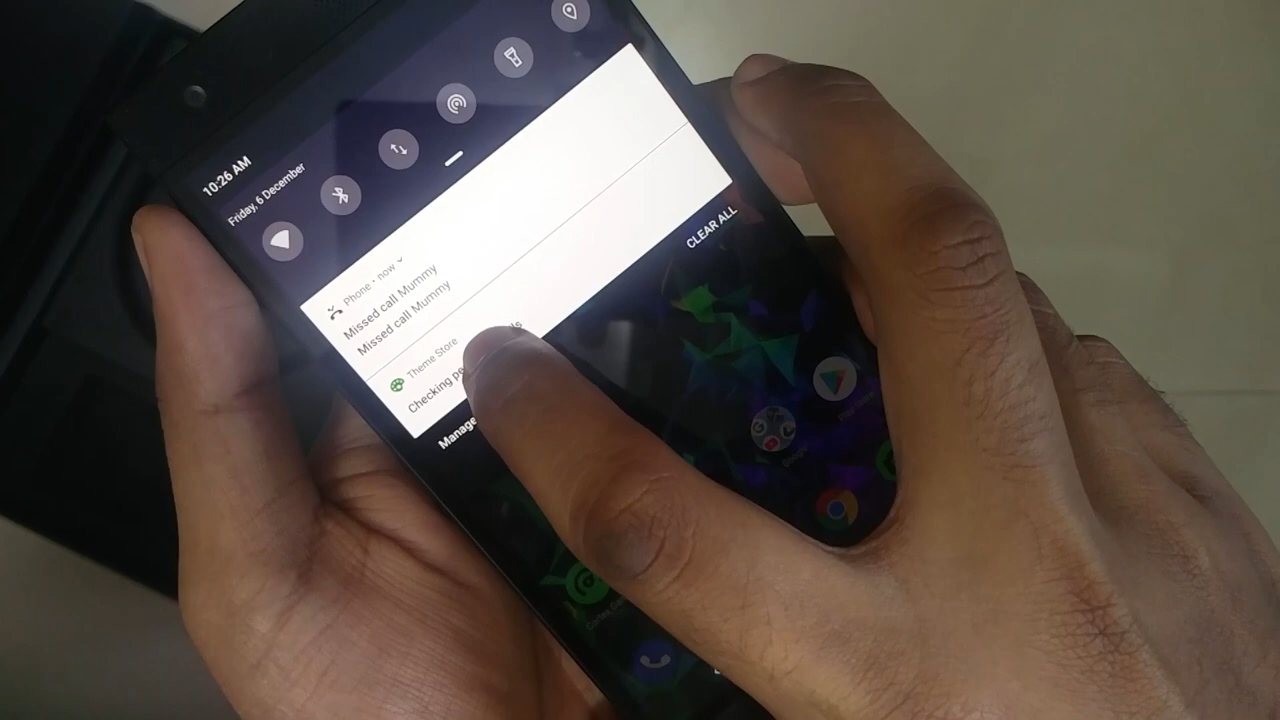 10:26 AM
Friday, 6 December
Phone • now
Missed call Mummy
Missed call Mummy
Theme Store
Checking
CLEAR ALL
Manage
Google